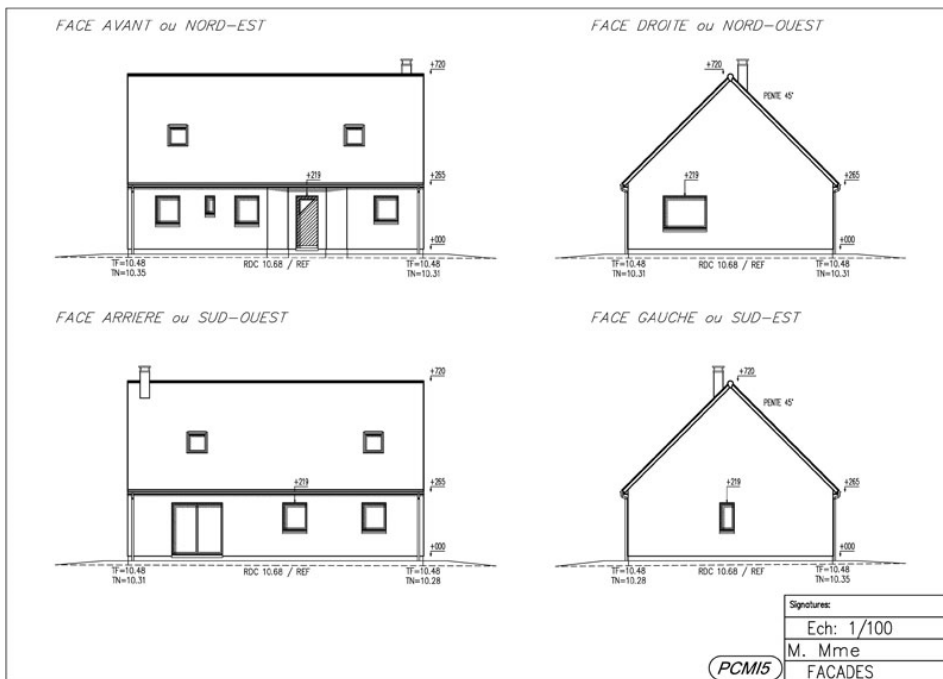 FACE AVANT ou NORD-EST
+720
+265
+219
+000
TF=10.48
TN=10.35
RDC 10.68 / REF
TF=10.48
TN=10.31
FACE DROITE ou NORD-OUEST
+720
PENTE 45°
+265
+219
+000
TF=10.48
TN=10.31
RDC 10.68 / REF
TF=10.48
TN=10.31
FACE ARRIERE ou SUD-OUEST
+720
+265
+219
+000
TF=10.48
TN=10.31
RDC 10.68 / REF
TF=10.48
TN=10.28
FACE GAUCHE ou SUD-EST
+720
PENTE 45°
+265
+219
+000
TF=10.48
TN=10.28
RDC 10.68 / REF
TF=10.48
TN=10.35
Signatures:
Ech: 1/100
M. Mme
PCMI5
FACADES